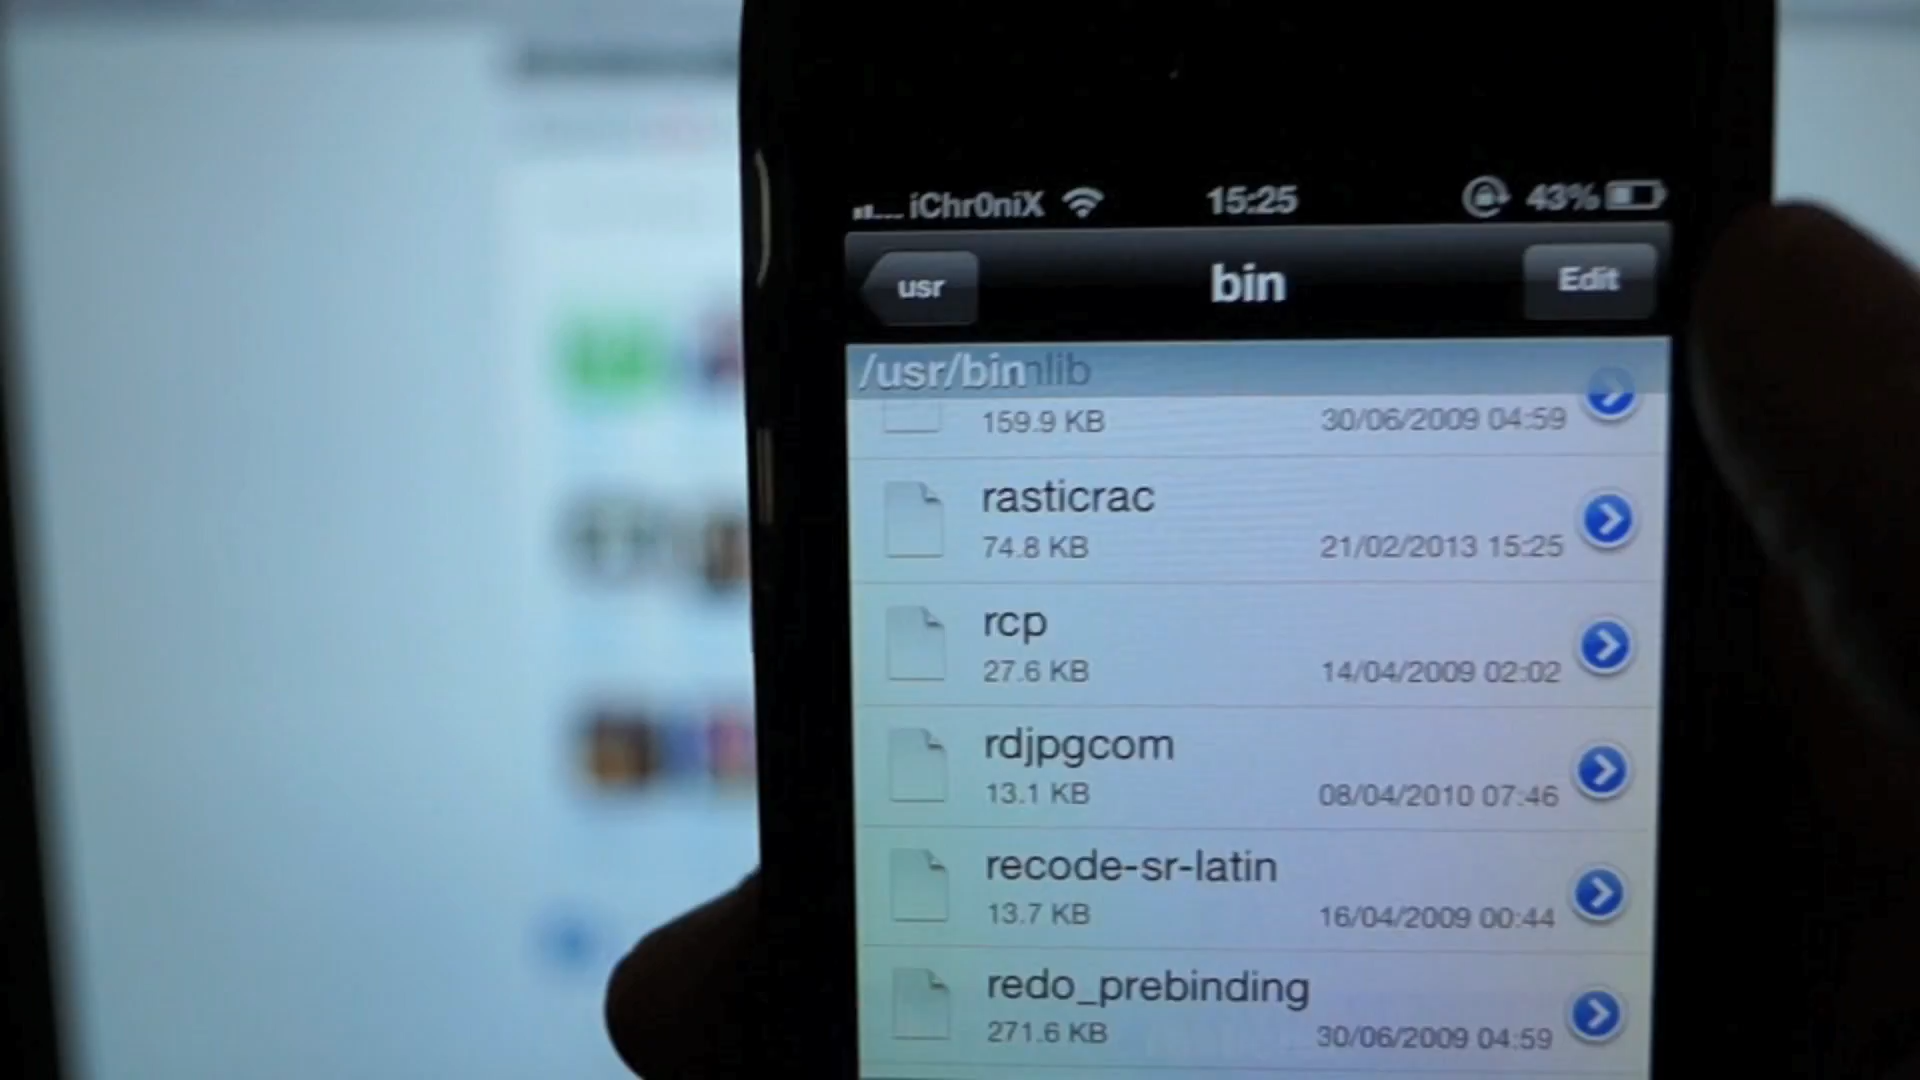 iChr0niX 15:25 43%
usr bin Edit
/usr/bin
159.9 KB 30/06/2009 04:59
rasticrac
74.8 KB 21/02/2013 15:25
rcp
27.6 KB 14/04/2009 02:02
rdjpgcom
13.1 KB 08/04/2010 07:46
recode-sr-latin
13.7 KB 16/04/2009 00:44
redo_prebinding
271.6 KB 30/06/2009 04:59